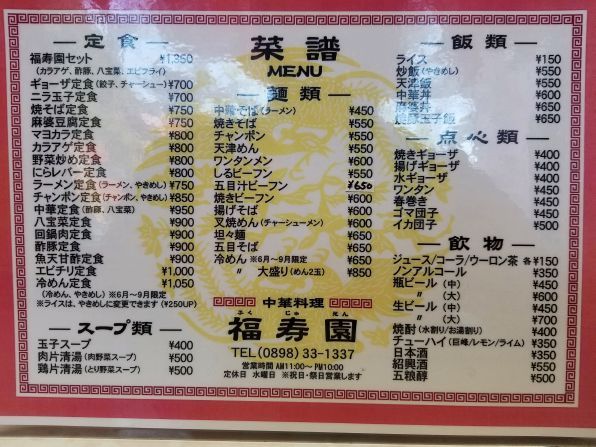 定食
福寿園セット ¥1,350
(カラアゲ、酢豚、八宝菜、エビフライ)
ギョーザ定食(餃子、チャーシュー) ¥700
ニラ玉子定食 ¥700
焼そば定食 ¥750
麻婆豆腐定食 ¥750
マヨカラ定食 ¥800
カラアゲ定食 ¥800
野菜炒め定食 ¥800
にらレバー定食 ¥800
ラーメン定食(ラーメン、やきめし) ¥750
チャンポン定食(チャンポン、やきめし) ¥850
中華定食(酢豚、八宝菜) ¥950
八宝菜定食 ¥900
回鍋肉定食 ¥900
酢豚定食 ¥900
魚天甘酢定食 ¥900
エビチリ定食 ¥1,000
冷めん定食 ¥1,050
(冷めん、やきめし)※6月〜9月限定
※ライスは、やきめしに変更できます(¥250UP)
スープ類
玉子スープ ¥400
肉片清湯(肉野菜スープ) ¥500
鶏片清湯(とり野菜スープ) ¥500
菜譜
MENU
麺類
中華そば(ラーメン) ¥450
焼きそば ¥550
チャンポン ¥550
天津めん ¥550
ワンタンメン ¥600
しるビーフン ¥550
五目汁ビーフン ¥650
焼きビーフン ¥600
揚げそば ¥600
叉焼めん(チャーシューメン) ¥600
坦々麺 ¥650
五目そば ¥650
冷めん ※6月〜9月限定 ¥650
〃 大盛り(めん2玉) ¥850
中華料理
ふく じゅ えん
福寿園
TEL(0898)33-1337
営業時間 AM11:00〜PM10:00
定休日 水曜日 ※祝日・祭日営業します
飯類
ライス ¥150
炒飯(やきめし) ¥550
天津飯 ¥550
中華丼 ¥550
麻婆丼 ¥550
豚玉子飯 ¥550
点心類
焼きギョーザ ¥400
揚げギョーザ ¥400
水ギョーザ ¥400
ワンタン ¥450
春巻き ¥450
ゴマ団子 ¥450
イカ団子 ¥500
飲物
ジュース/コーラ/ウーロン茶 各¥150
ノンアルコール ¥350
瓶ビール (中) ¥500
〃 (大) ¥600
生ビール (中) ¥500
〃 (大)
焼酎(水割り/お湯割り)
チューハイ(巨峰/レモン/ライム) ¥350
日本酒 ¥350
紹興酒 ¥550
五粮醇 ¥500